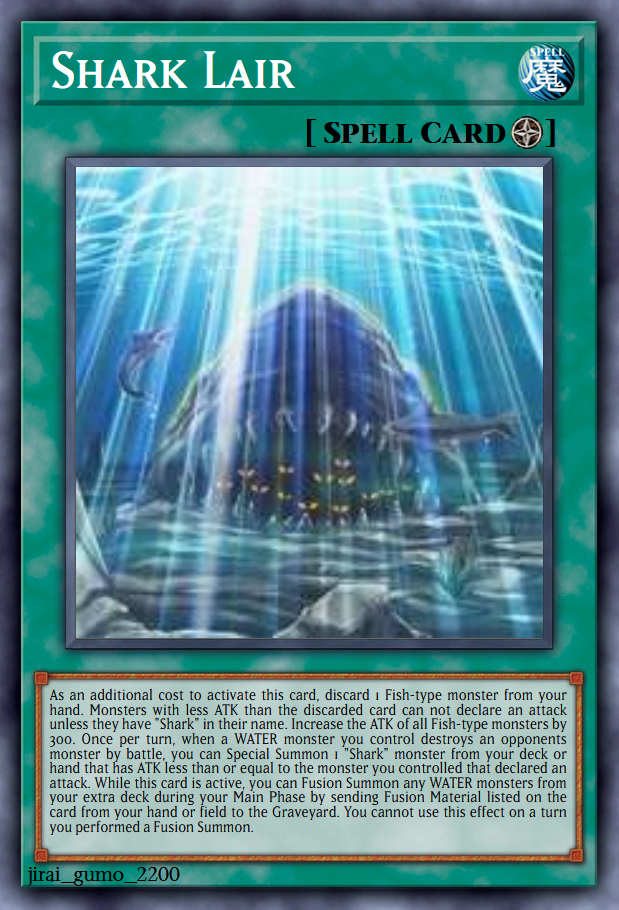 Shark Lair
SPELL
魔
[ Spell Card ]
As an additional cost to activate this card, discard 1 Fish-type monster from your
hand. Monsters with less ATK than the discarded card can not declare an attack
unless they have "Shark" in their name. Increase the ATK of all Fish-type monsters by
300. Once per turn, when a WATER monster you control destroys an opponents
monster by battle, you can Special Summon 1 "Shark" monster from your deck or
hand that has ATK less than or equal to the monster you controlled that declared an
attack. While this card is active, you can Fusion Summon any WATER monsters from
your extra deck during your Main Phase by sending Fusion Material listed on the
card from your hand or field to the Graveyard. You cannot use this effect on a turn
you performed a Fusion Summon.
jirai_gumo_2200